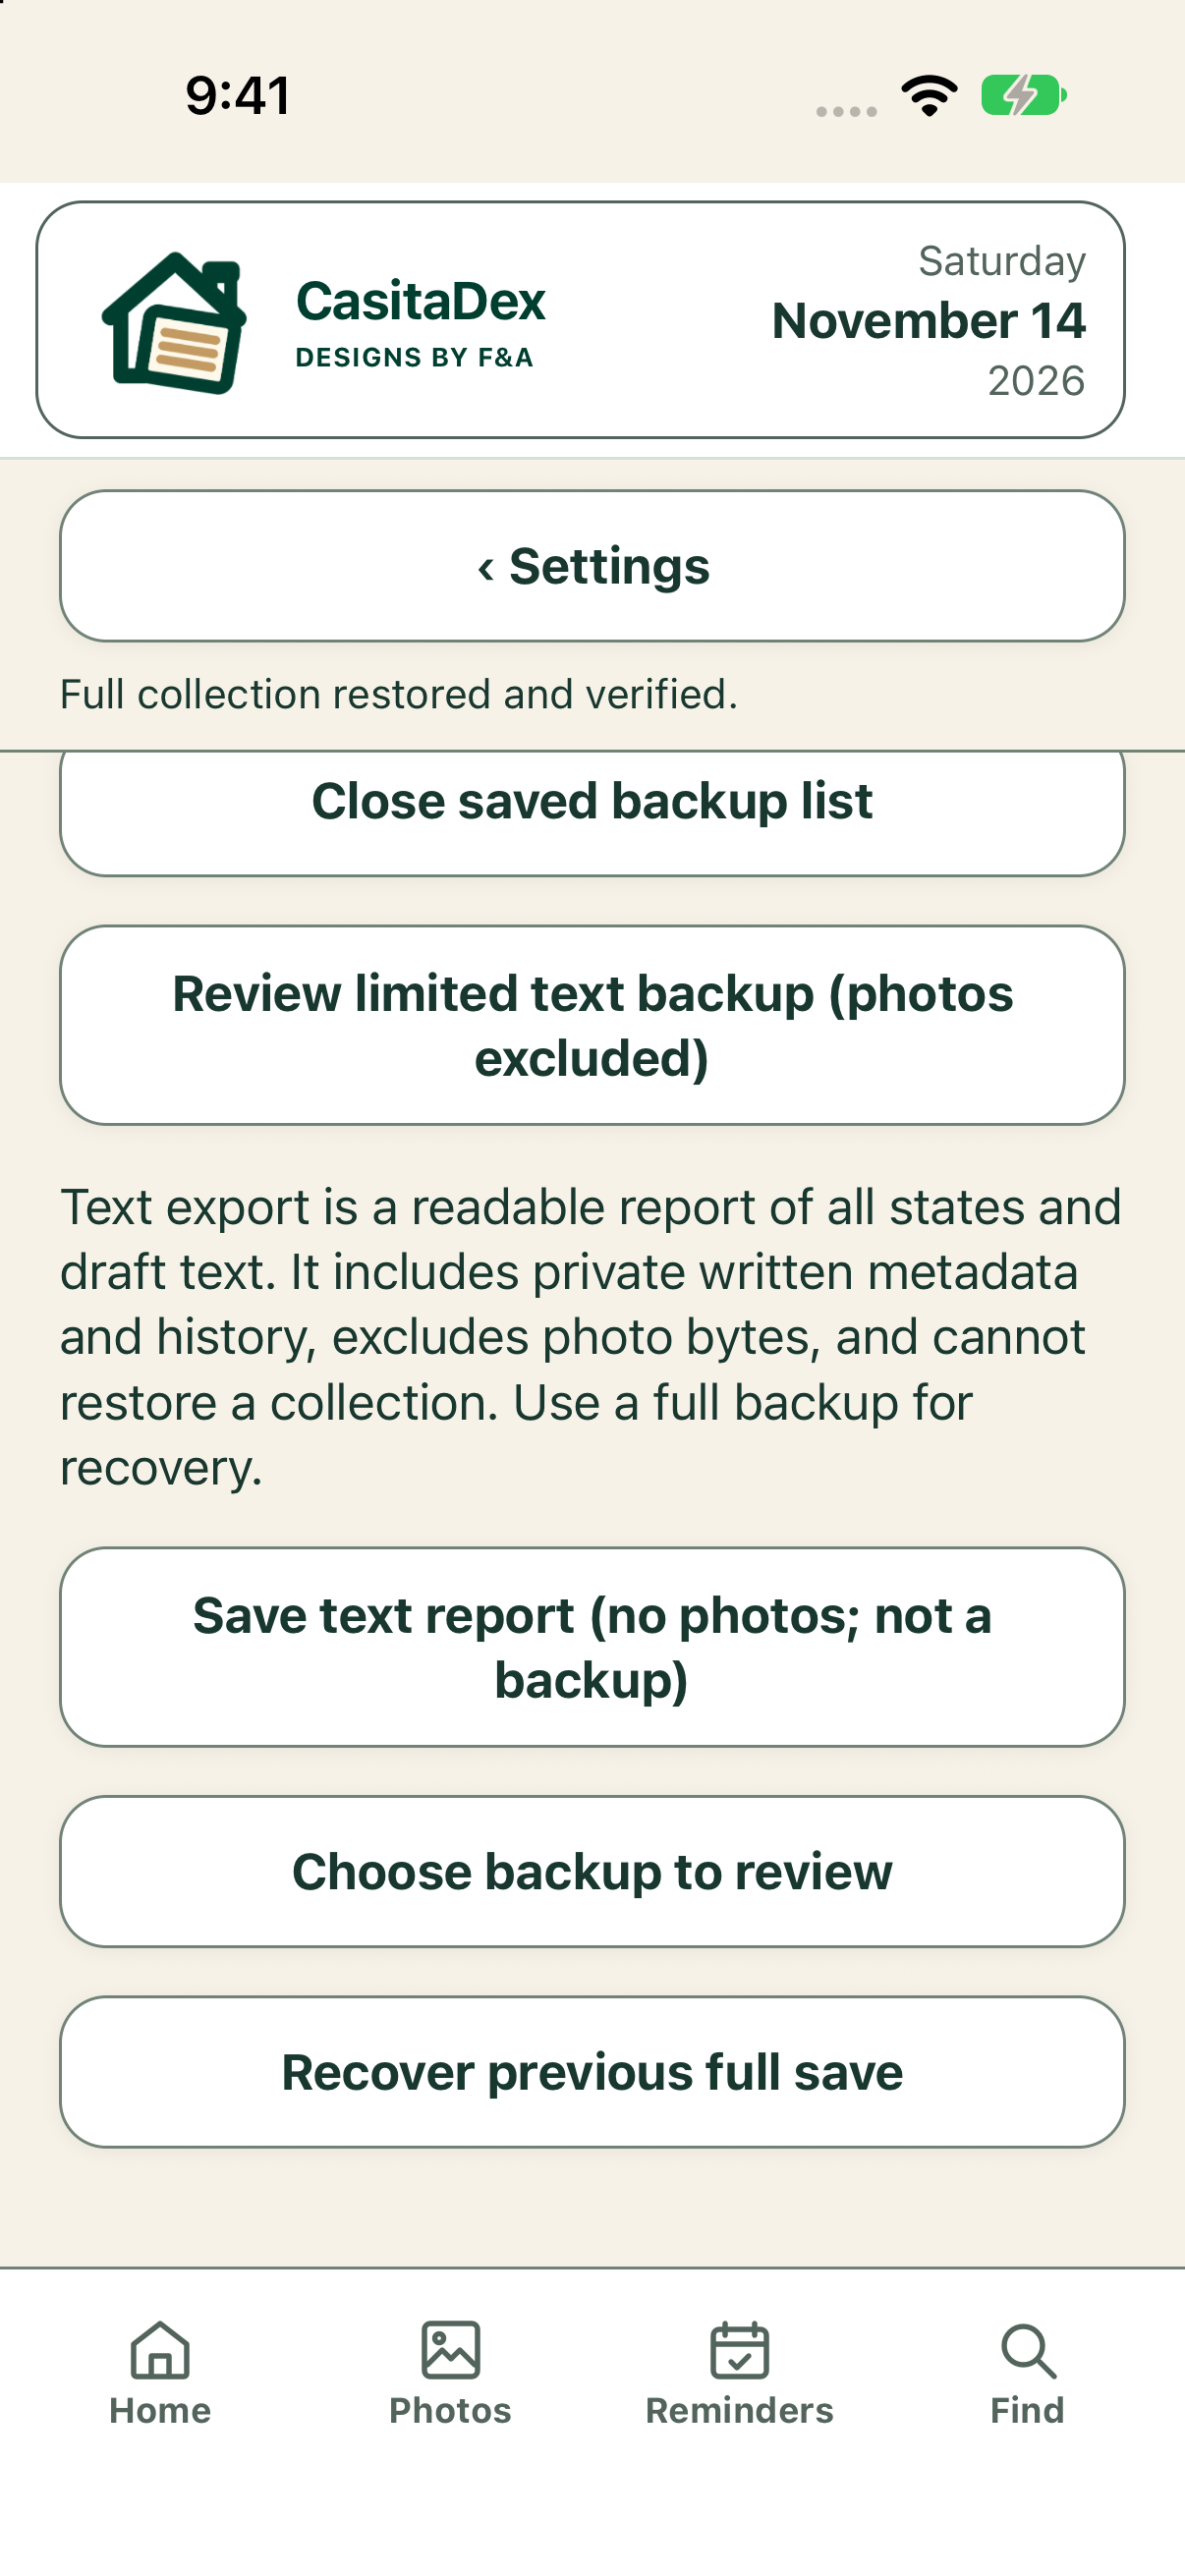 9:41
CasitaDex
DESIGNS BY F&A
Saturday
November 14
2026
‹ Settings
Full collection restored and verified.
Close saved backup list
Review limited text backup (photos
excluded)
Text export is a readable report of all states and
draft text. It includes private written metadata
and history, excludes photo bytes, and cannot
restore a collection. Use a full backup for
recovery.
Save text report (no photos; not a
backup)
Choose backup to review
Recover previous full save
Home
Photos
Reminders
Find